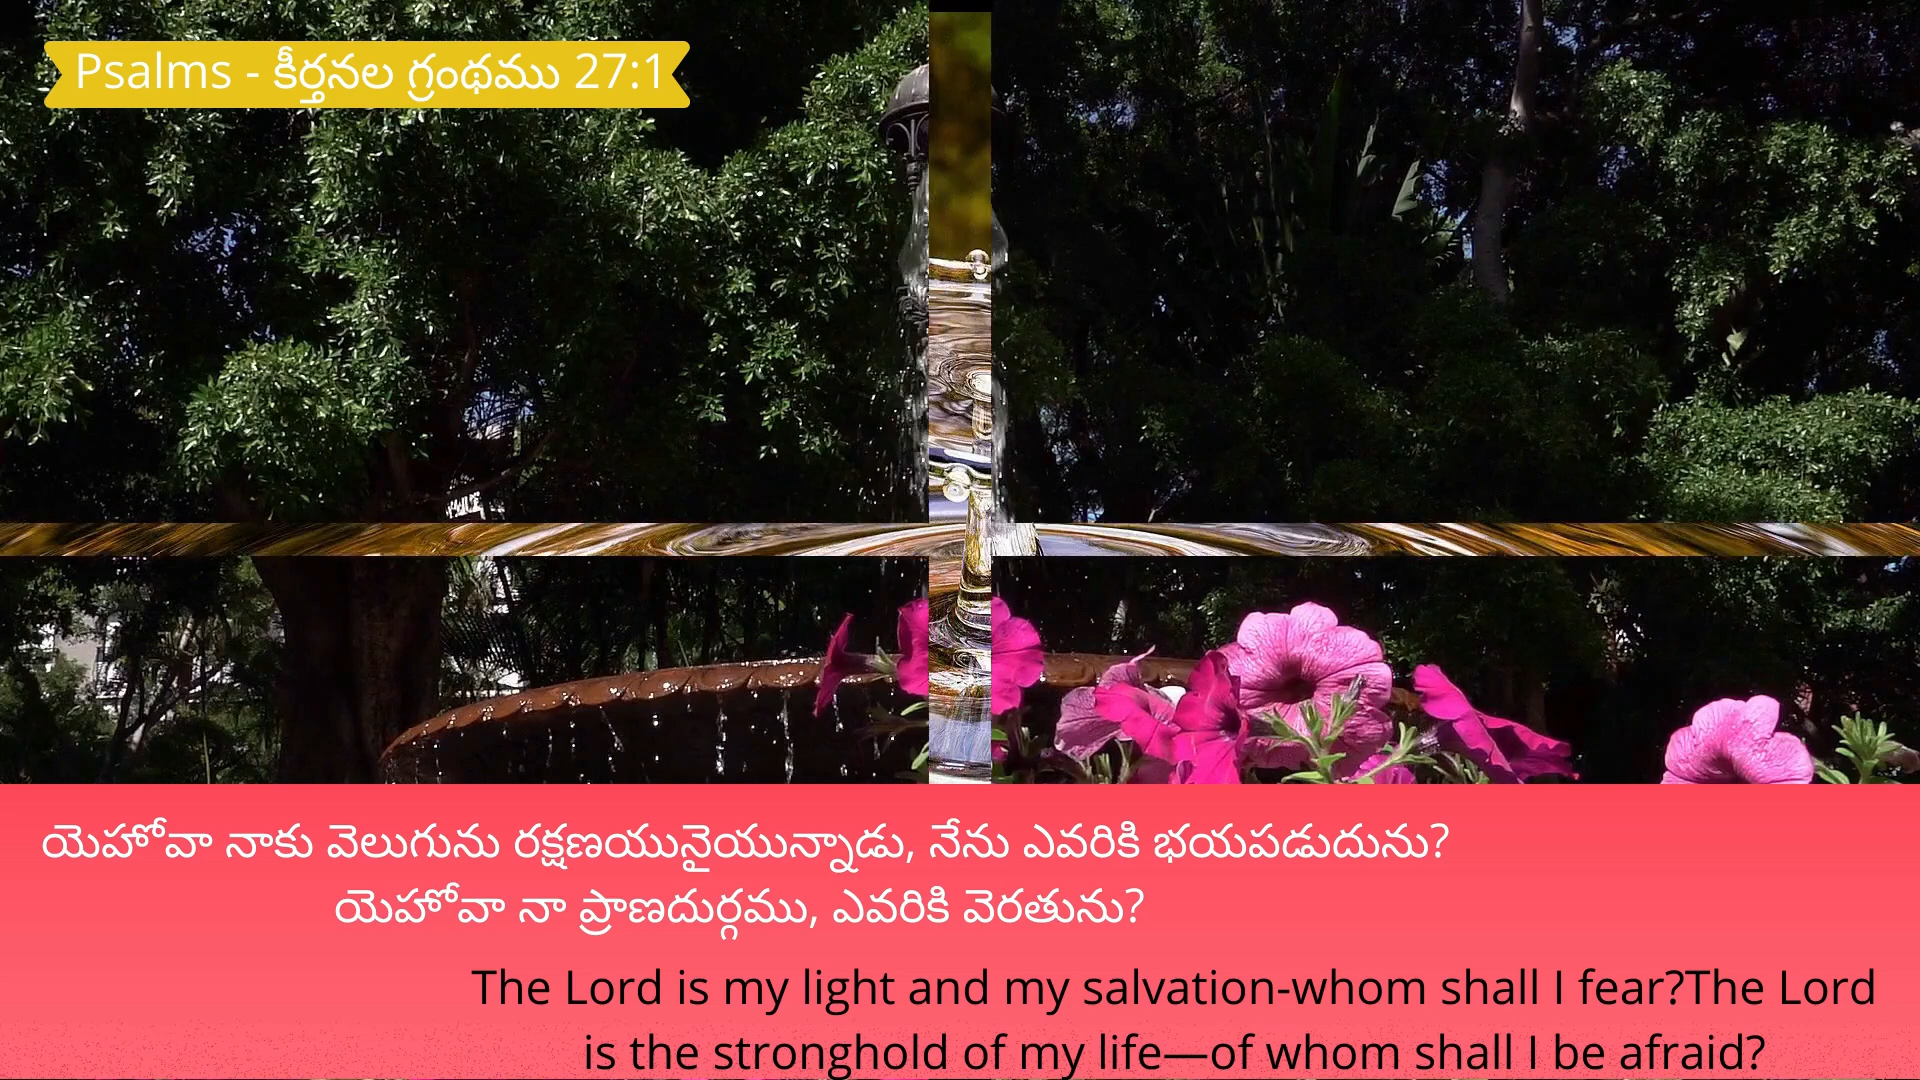 Psalms - కీర్తనల గ్రంథము 27:1
యెహోవా నాకు వెలుగును రక్షణయునైయున్నాడు, నేను ఎవరికి భయపడుదును?
యెహోవా నా ప్రాణదుర్గము, ఎవరికి వెరతును?
The Lord is my light and my salvation-whom shall I fear?The Lord
is the stronghold of my life—of whom shall I be afraid?